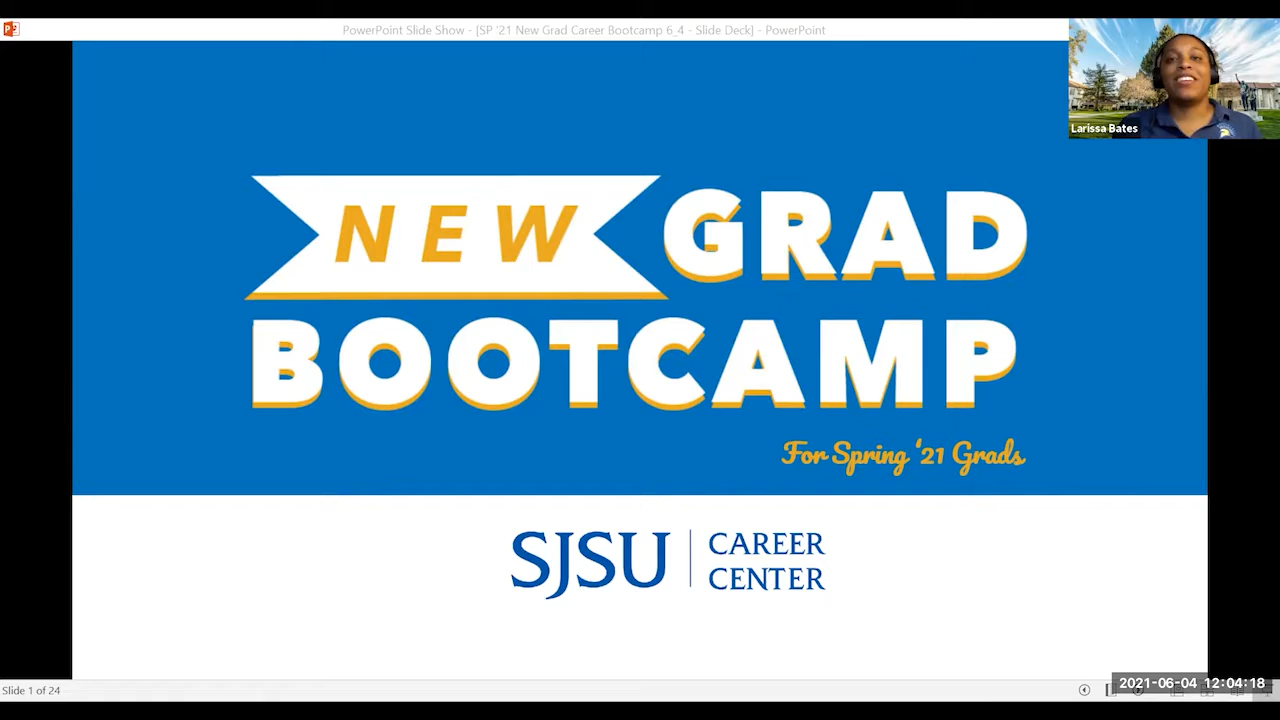 PowerPoint Slide Show - [SP '21 New Grad Career Bootcamp 6_4 - Slide Deck] - PowerPoint
Larissa Bates
NEW GRAD
BOOTCAMP
For Spring '21 Grads
SJSU | CAREER
CENTER
Slide 1 of 24
2021-06-04 12:04:18